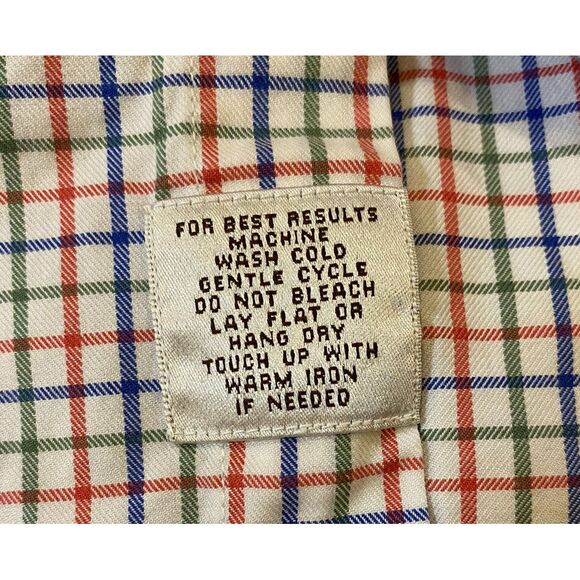 FOR BEST RESULTS
MACHINE
WASH COLD
GENTLE CYCLE
DO NOT BLEACH
LAY FLAT OR
HANG DRY
TOUCH UP WITH
WARM IRON
IF NEEDED